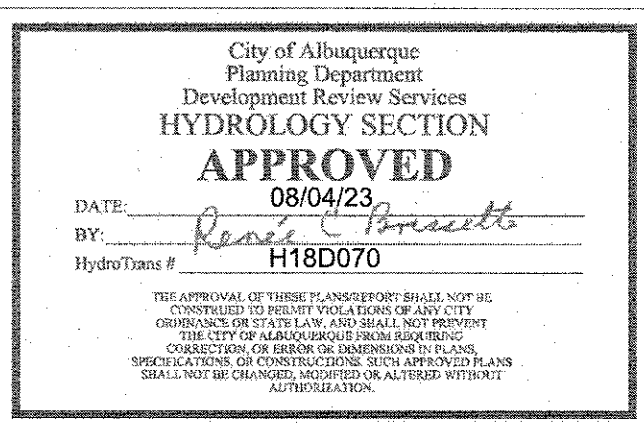 City of Albuquerque
Planning Department
Development Review Services
HYDROLOGY SECTION
APPROVED
DATE: 08/04/23
BY: Renée C Brissette
HydroTrans # H18D070
THE APPROVAL OF THESE PLANS/REPORT SHALL NOT BE
CONSTRUED TO PERMIT VIOLATIONS OF ANY CITY
ORDINANCE OR STATE LAW, AND SHALL NOT PREVENT
THE CITY OF ALBUQUERQUE FROM REQUIRING
CORRECTION, OR ERROR OR DIMENSIONS IN PLANS,
SPECIFICATIONS, OR CONSTRUCTIONS. SUCH APPROVED PLANS
SHALL NOT BE CHANGED, MODIFIED OR ALTERED WITHOUT
AUTHORIZATION.